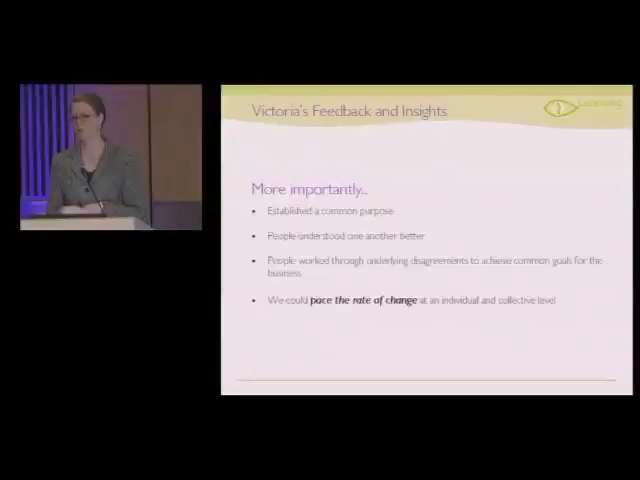 Victoria's Feedback and Insights
Learning
More importantly...
• Established a common purpose
• People understood one another better
• People worked through underlying disagreements to achieve common goals for the
business
• We could pace the rate of change at an individual and collective level